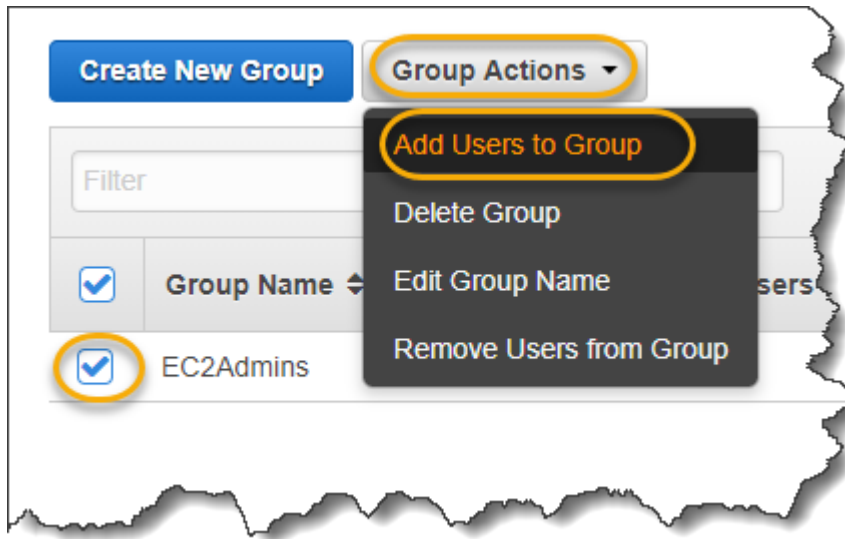 Create New Group Group Actions
Add Users to Group
Filter
Delete Group
Group Name Edit Group Name sers
Remove Users from Group
EC2Admins